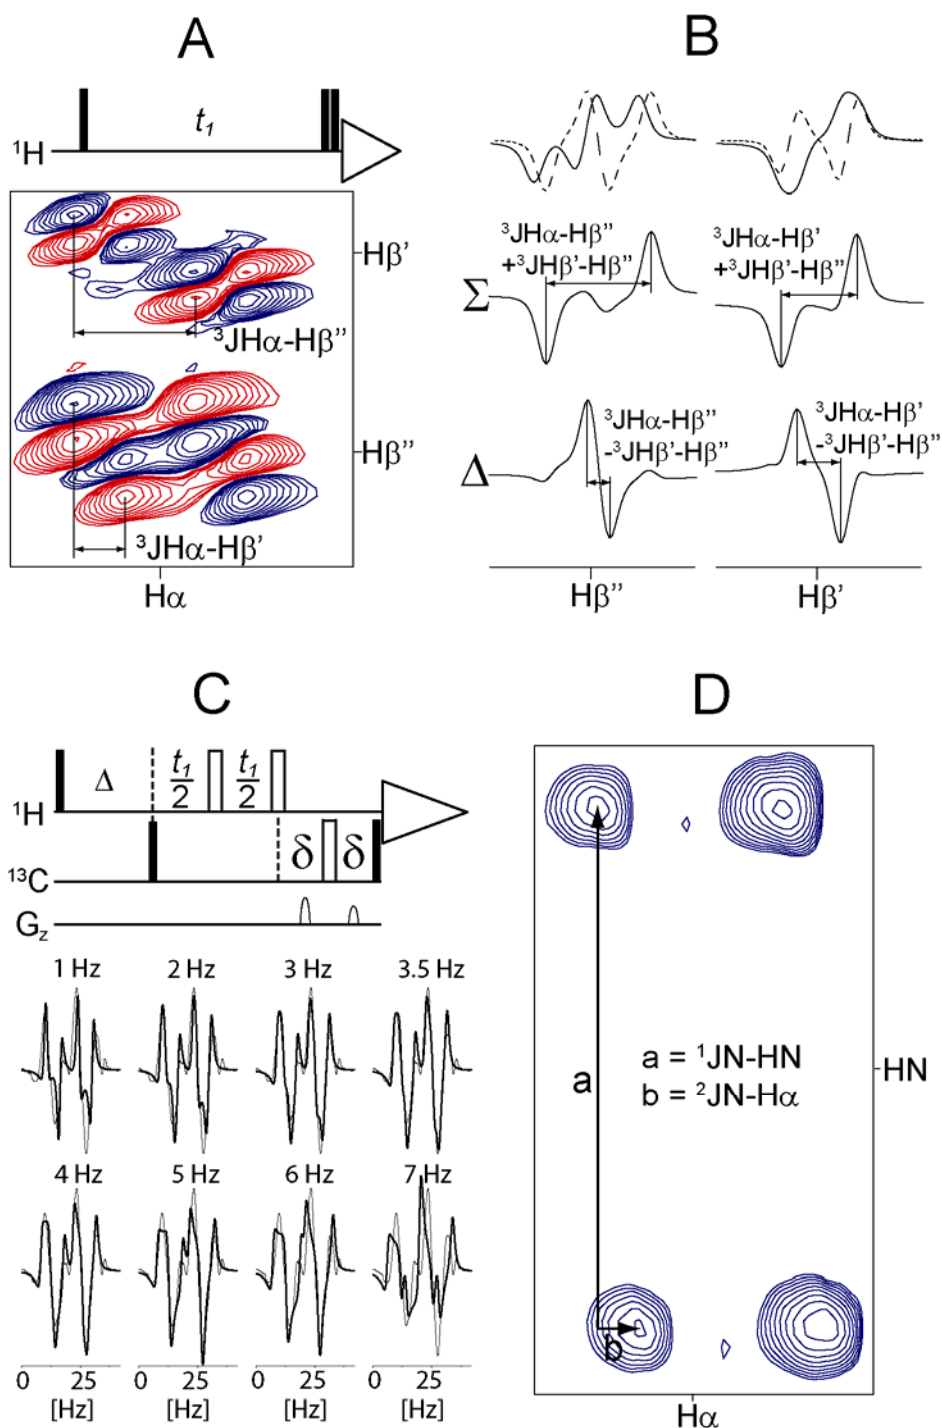 A
t₁
¹H
Hβ'
³JHα-Hβ''
Hβ''
³JHα-Hβ'
Hα
B
³JHα-Hβ''
+³JHβ'-Hβ''
³JHα-Hβ'
+³JHβ'-Hβ''
Σ
³JHα-Hβ''
-³JHβ'-Hβ''
³JHα-Hβ'
-³JHβ'-Hβ''
Δ
Hβ''
Hβ'
C
Δ
t₁/2
t₁/2
¹H
δ
δ
¹³C
G_z
1 Hz
2 Hz
3 Hz
3.5 Hz
4 Hz
5 Hz
6 Hz
7 Hz
0 25
0 25
0 25
0 25
[Hz]
[Hz]
[Hz]
[Hz]
D
a
a = ¹JN-HN
b = ²JN-Hα
HN
b
Hα